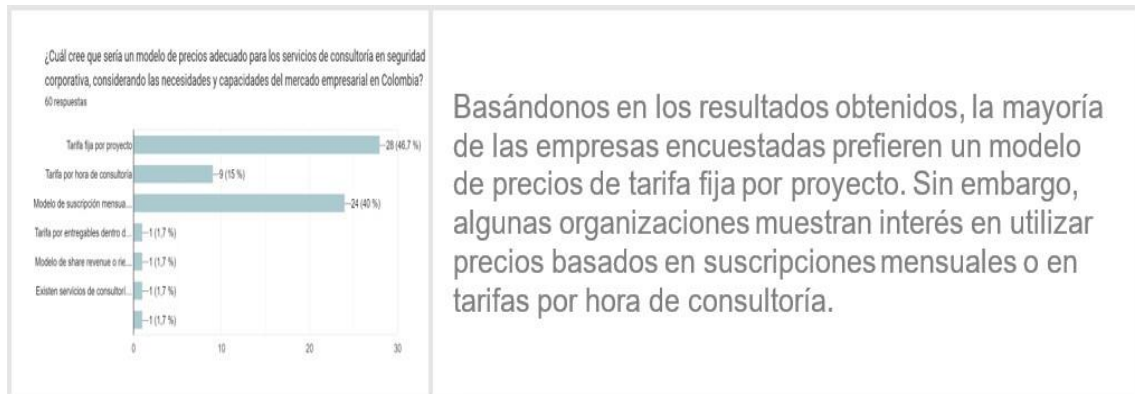 ¿Cuál cree que sería un modelo de precios adecuado para los servicios de consultoría en seguridad
corporativa, considerando las necesidades y capacidades del mercado empresarial en Colombia?
60 respuestas
Tarifa fija por proyecto
28 (46,7 %)
Tarifa por hora de consultoría
9 (15 %)
Modelo de suscripción mensua...
24 (40 %)
Tarifa por entregables dentro d...
1 (1,7 %)
Modelo de share revenue o rie...
1 (1,7 %)
Existen servicios de consultorí...
1 (1,7 %)
1 (1,7 %)
0 10 20 30
Basándonos en los resultados obtenidos, la mayoría
de las empresas encuestadas prefieren un modelo
de precios de tarifa fija por proyecto. Sin embargo,
algunas organizaciones muestran interés en utilizar
precios basados en suscripciones mensuales o en
tarifas por hora de consultoría.